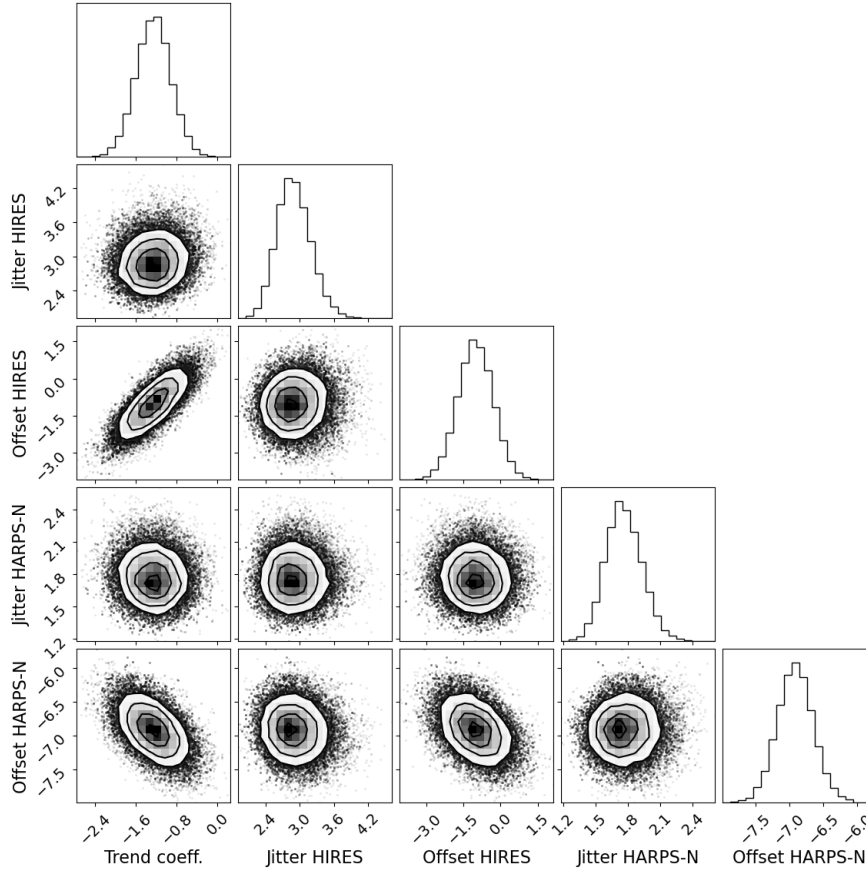 Jitter HIRES
4.2
3.6
3.0
2.4
Offset HIRES
1.5
0.0
−1.5
−3.0
Jitter HARPS-N
2.4
2.1
1.8
1.5
1.2
Offset HARPS-N
−6.0
−6.5
−7.0
−7.5
−2.4 −1.6 −0.8 0.0
2.4 3.0 3.6 4.2
−3.0 −1.5 0.0 1.5
1.2 1.5 1.8 2.1 2.4
−7.5 −7.0 −6.5 −6.0
Trend coeff. Jitter HIRES Offset HIRES Jitter HARPS-N Offset HARPS-N